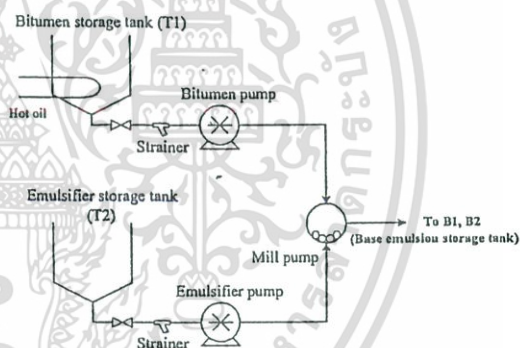 Bitumen storage tank (T1)
Bitumen pump
Hot oil
Strainer
Emulsifier storage tank
(T2)
To B1, B2
(Base emulsion storage tank)
Mill pump
Emulsifier pump
Strainer